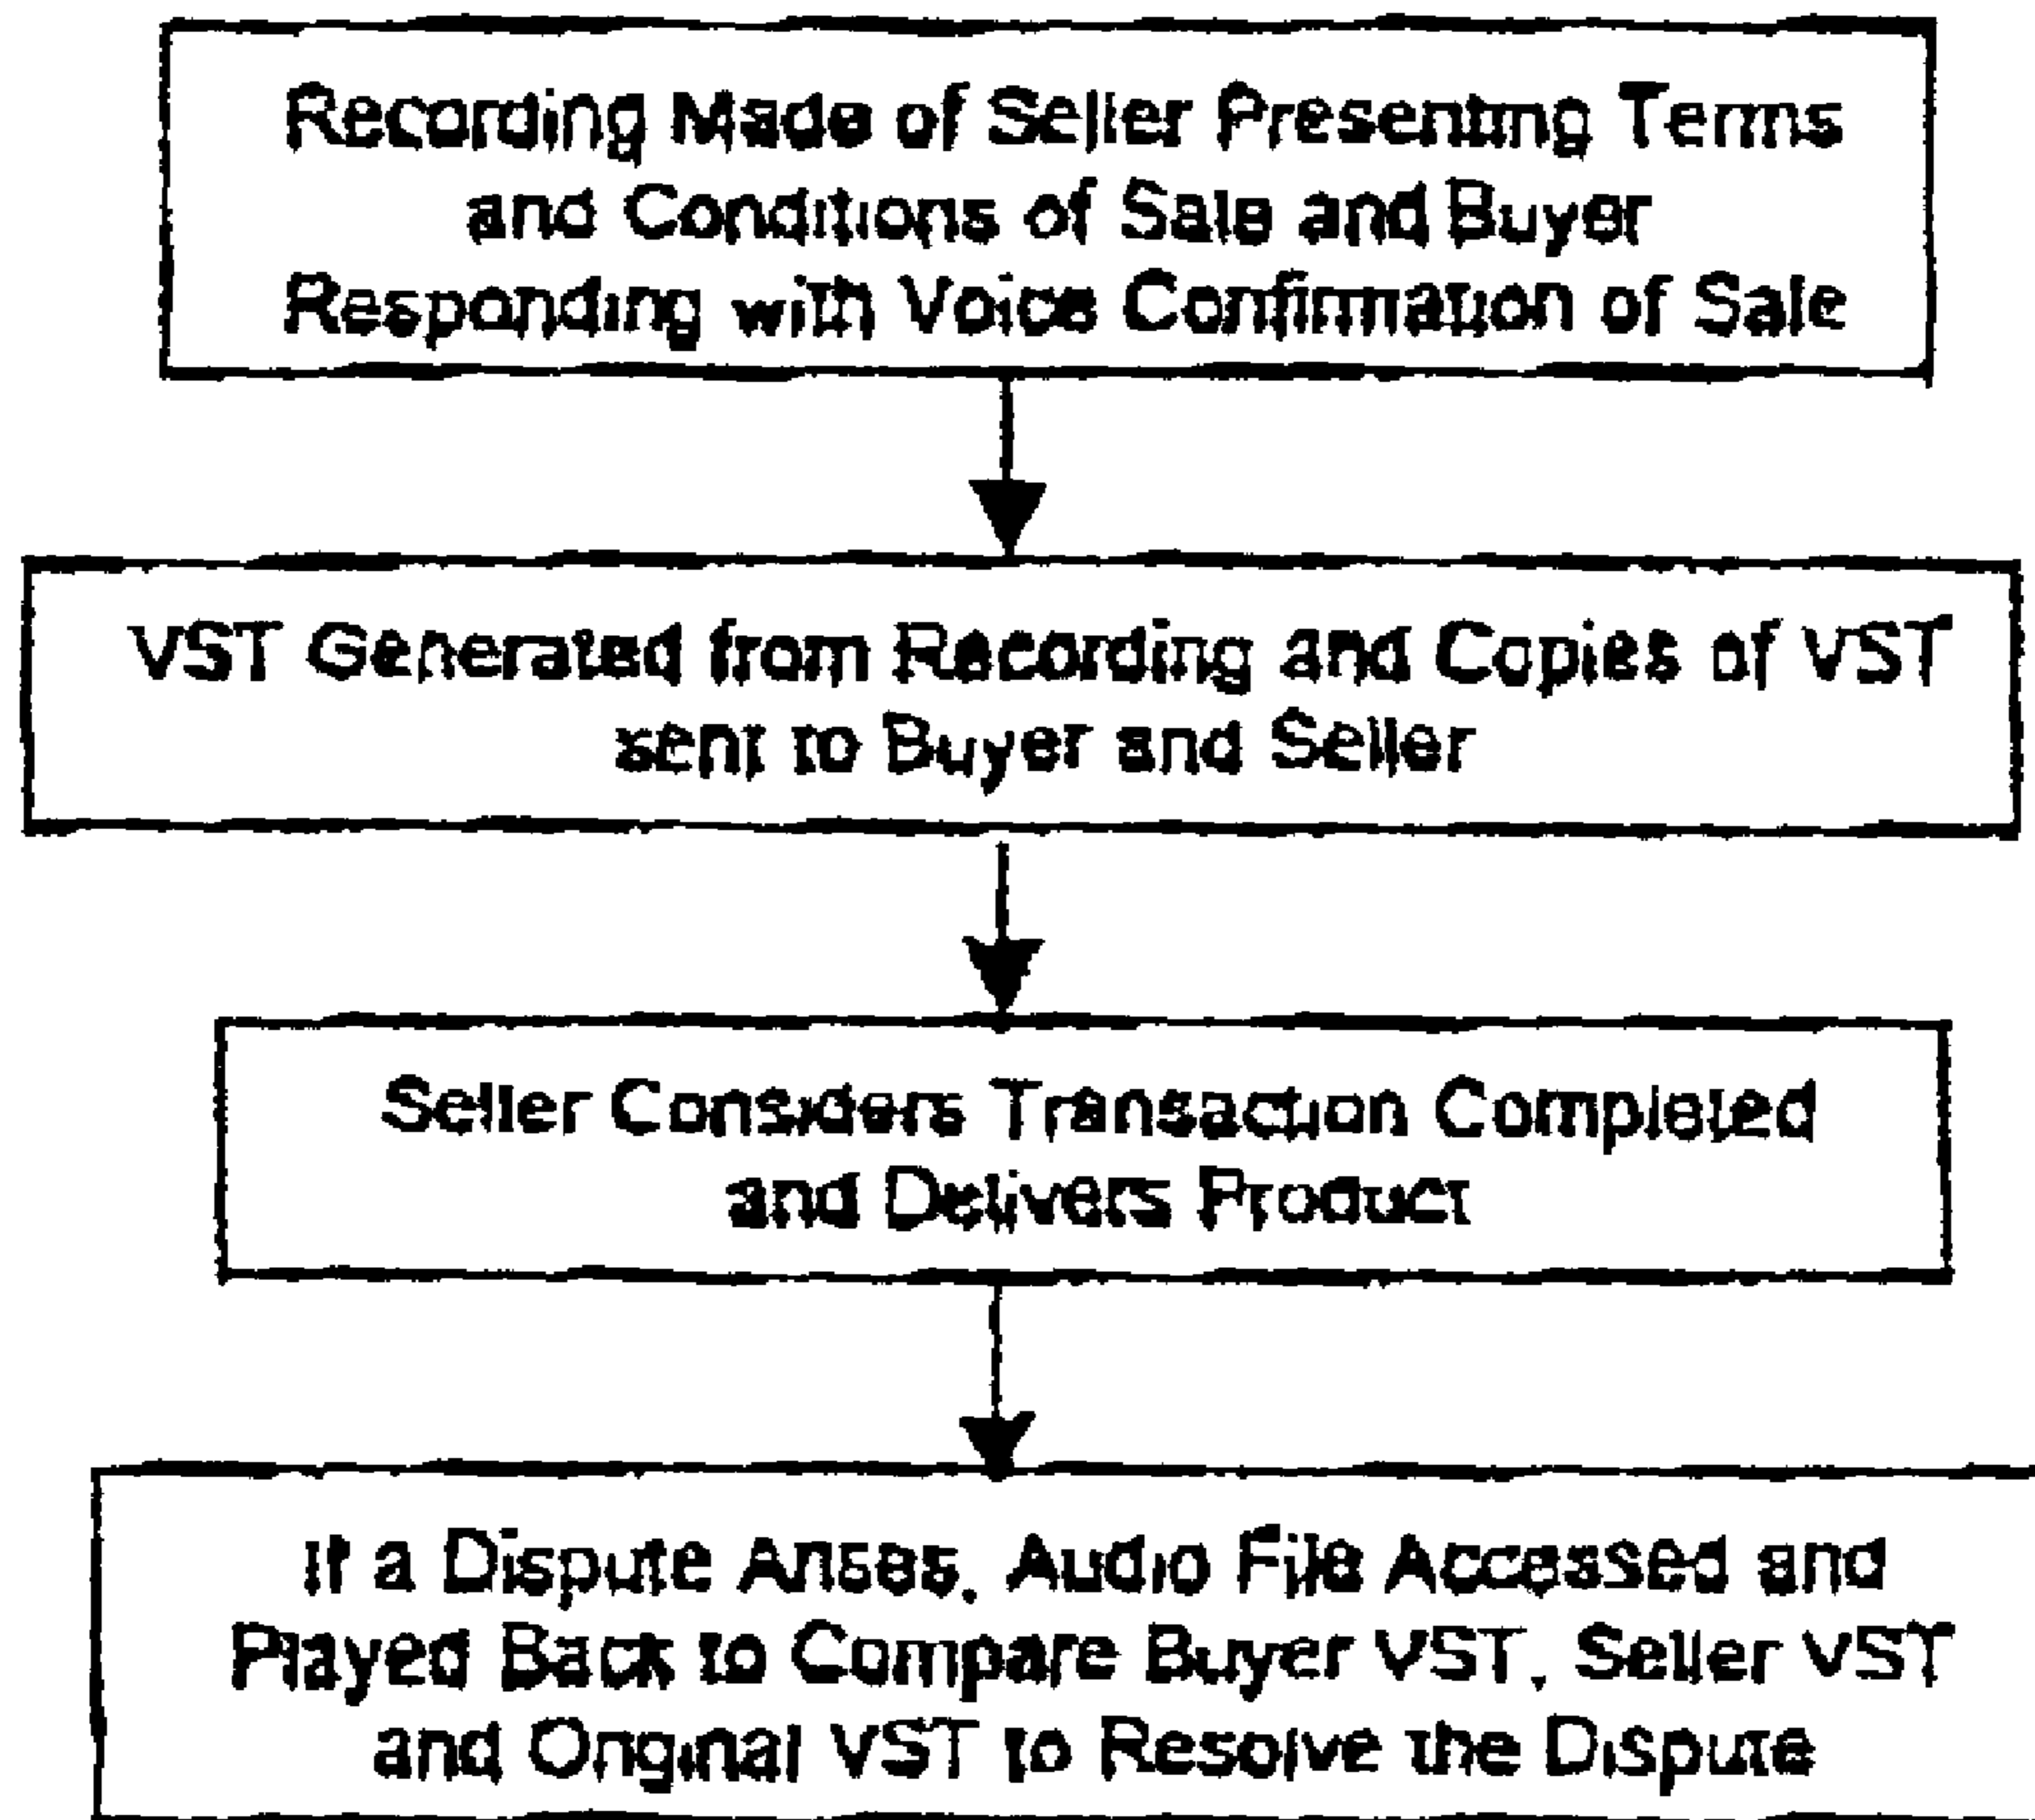 Recording Made of Seller Presenting Terms
and Conditions of Sale and Buyer
Responding with Voice Confirmation of Sale
VST Generated from Recording and Copies of VST
sent to Buyer and Seller
Seller Considers Transaction Completed
and Delivers Product
If a Dispute Arises, Audio File Accessed and
Played Back to Compare Buyer VST, Seller VST
and Original VST to Resolve the Dispute